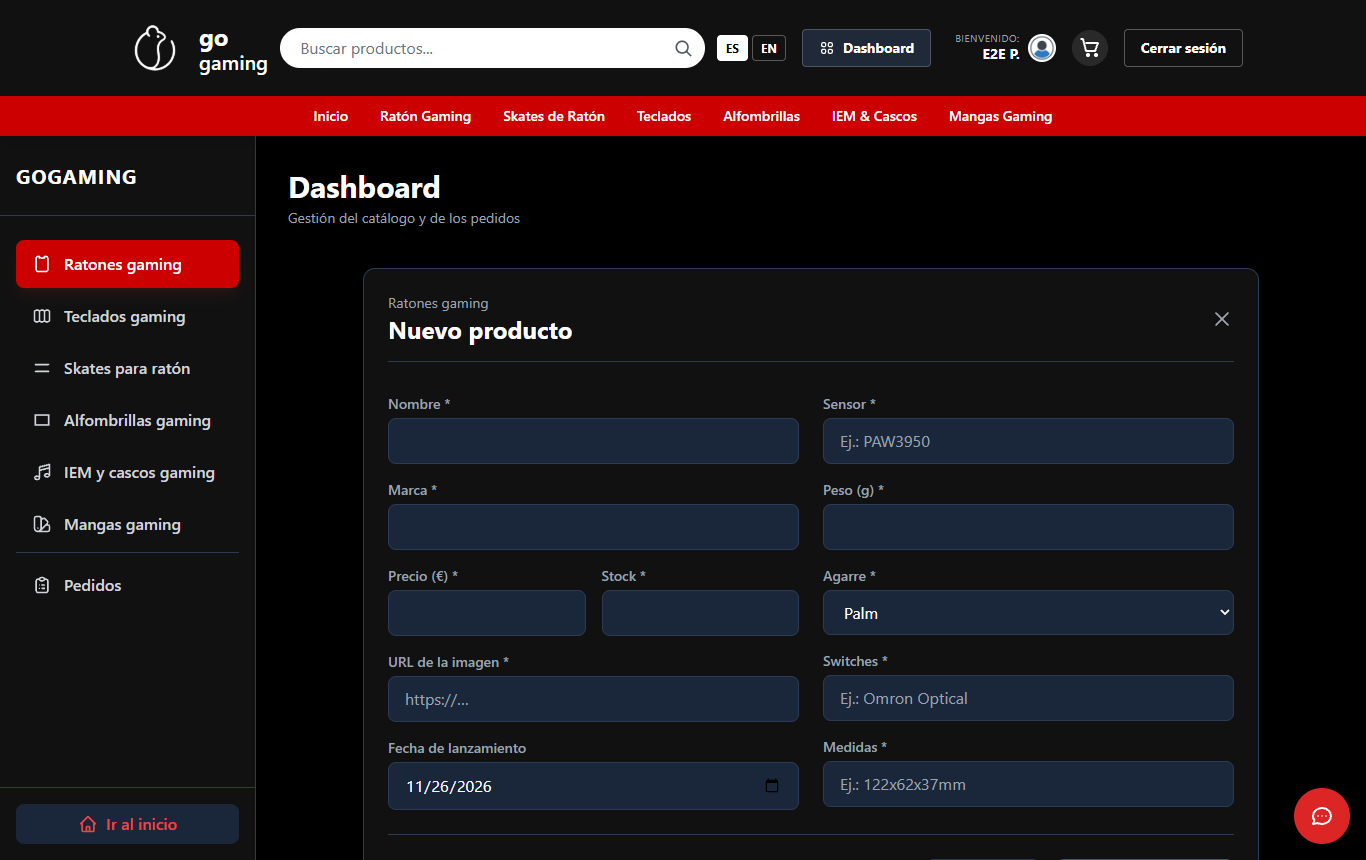 go
gaming
Buscar productos...
ES
EN
Dashboard
BIENVENIDO:
E2E P.
Cerrar sesión
Inicio
Ratón Gaming
Skates de Ratón
Teclados
Alfombrillas
IEM & Cascos
Mangas Gaming
GOGAMING
Ratones gaming
Teclados gaming
Skates para ratón
Alfombrillas gaming
IEM y cascos gaming
Mangas gaming
Pedidos
Ir al inicio
Dashboard
Gestión del catálogo y de los pedidos
Ratones gaming
Nuevo producto
Nombre *
Sensor *
Ej.: PAW3950
Marca *
Peso (g) *
Precio (€) *
Stock *
Agarre *
Palm
URL de la imagen *
https://...
Switches *
Ej.: Omron Optical
Fecha de lanzamiento
11/26/2026
Medidas *
Ej.: 122x62x37mm